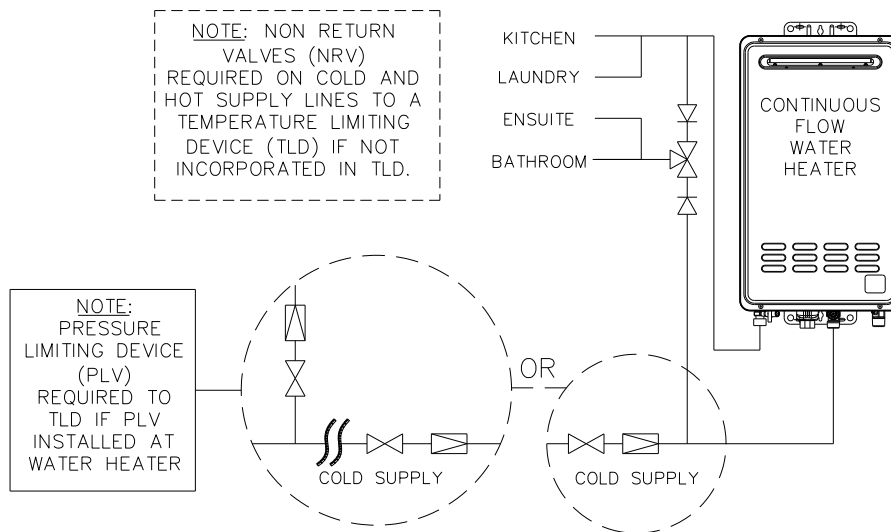 NOTE: NON RETURN
VALVES (NRV)
REQUIRED ON COLD AND
HOT SUPPLY LINES TO A
TEMPERATURE LIMITING
DEVICE (TLD) IF NOT
INCORPORATED IN TLD.
KITCHEN
LAUNDRY
ENSUITE
BATHROOM
CONTINUOUS
FLOW
WATER
HEATER
NOTE:
PRESSURE
LIMITING DEVICE
(PLV)
REQUIRED TO
TLD IF PLV
INSTALLED AT
WATER HEATER
OR
COLD SUPPLY
COLD SUPPLY